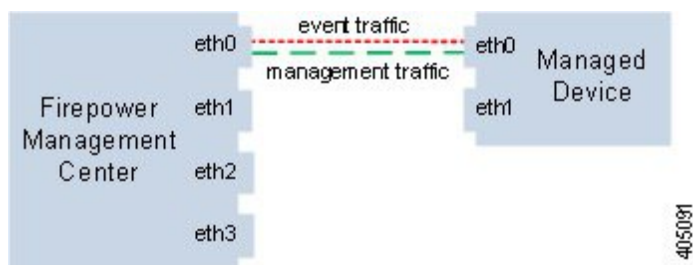 event traffic
eth0
eth0
management traffic
Managed
Device
Firepower
Management
Center
eth1
eth1
eth2
eth3
405091